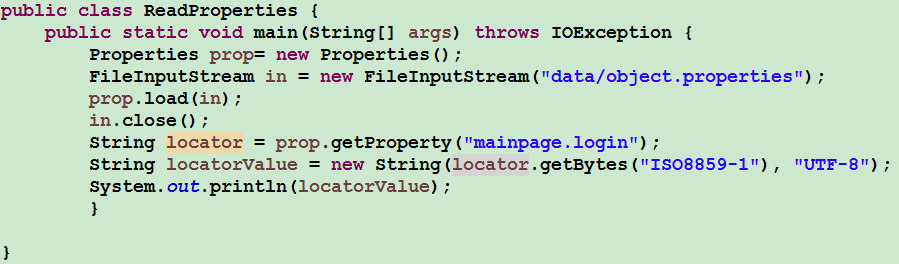 public class ReadProperties {
    public static void main(String[] args) throws IOException {
        Properties prop= new Properties();
        FileInputStream in = new FileInputStream("data/object.properties");
        prop.load(in);
        in.close();
        String locator = prop.getProperty("mainpage.login");
        String locatorValue = new String(locator.getBytes("ISO8859-1"), "UTF-8");
        System.out.println(locatorValue);
        }
}